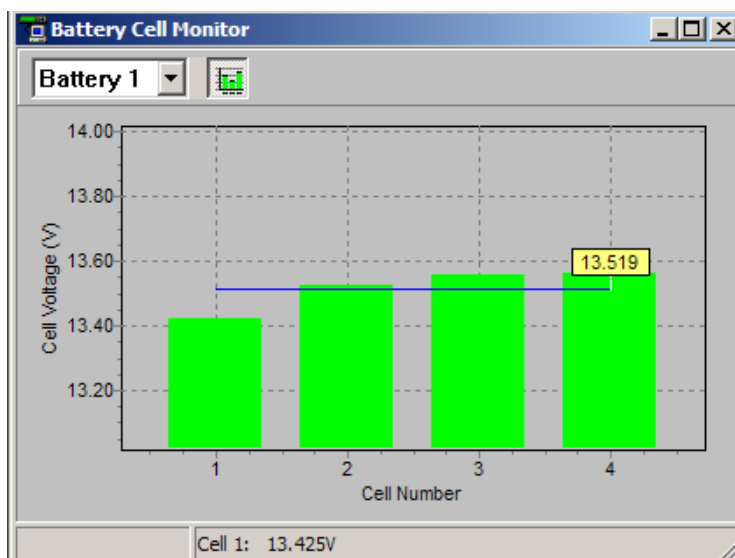 Battery Cell Monitor
Battery 1
14.00
13.80
13.60
13.40
13.20
Cell Voltage (V)
13.519
1 2 3 4
Cell Number
Cell 1: 13.425V